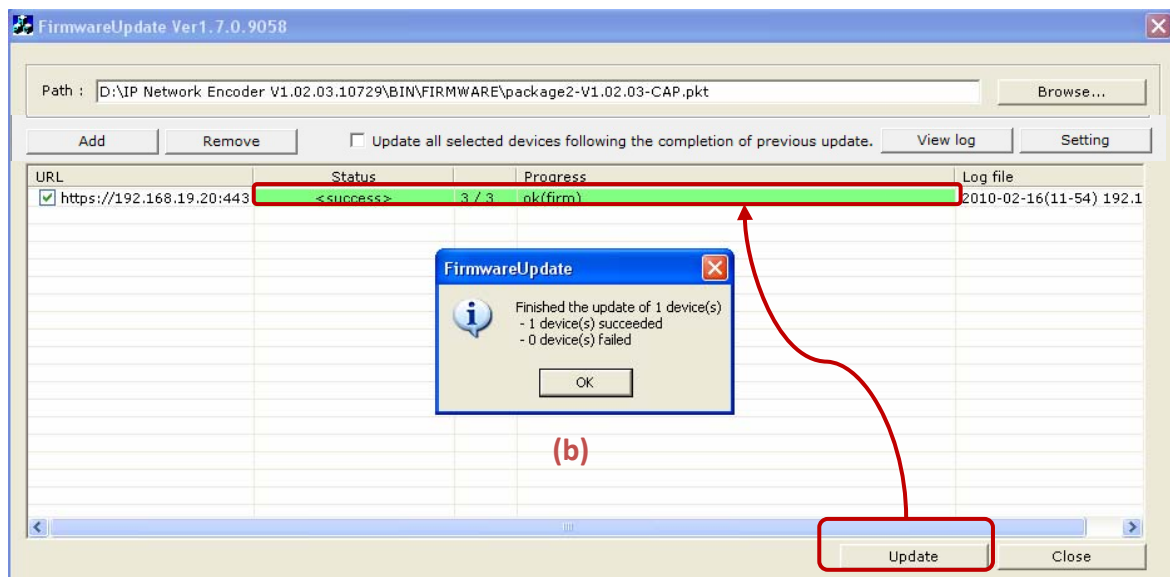 FirmwareUpdate Ver1.7.0.9058
Path : D:\IP Network Encoder V1.02.03.10729\BIN\FIRMWARE\package2-V1.02.03-CAP.pkt Browse...
Add Remove Update all selected devices following the completion of previous update. View log Setting
URL Status Progress Log file
https://192.168.19.20:443 <success> 3 / 3 ok(firm) 2010-02-16(11-54) 192.1
FirmwareUpdate
Finished the update of 1 device(s)
- 1 device(s) succeeded
- 0 device(s) failed
OK
(b)
Update Close